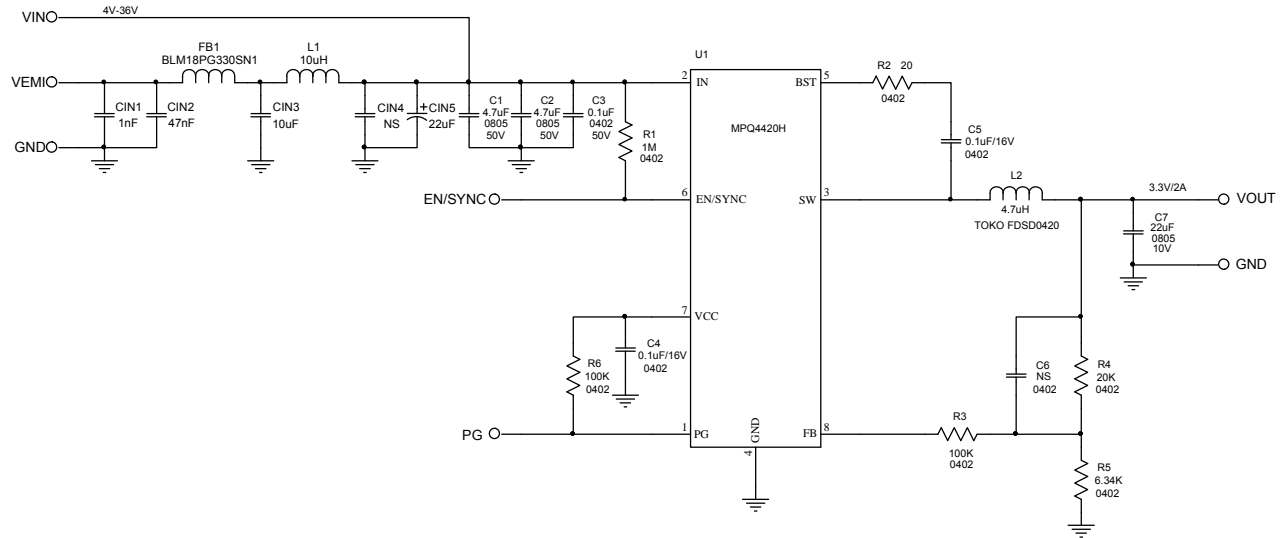 VIN
4V-36V
FB1
BLM18PG330SN1
L1
10uH
VEMI
CIN1
1nF
CIN2
47nF
CIN3
10uF
CIN4
NS
+
CIN5
22uF
C1
4.7uF
0805
50V
C2
4.7uF
0805
50V
C3
0.1uF
0402
50V
GND
R1
1M
0402
EN/SYNC
U1
2
IN
BST
5
MPQ4420H
6
EN/SYNC
SW
3
7
VCC
1
PG
GND
4
FB
8
R2 20
0402
C5
0.1uF/16V
0402
L2
4.7uH
TOKO FDSD0420
3.3V/2A
VOUT
C7
22uF
0805
10V
GND
C4
0.1uF/16V
0402
R6
100K
0402
PG
C6
NS
0402
R4
20K
0402
R3
100K
0402
R5
6.34K
0402